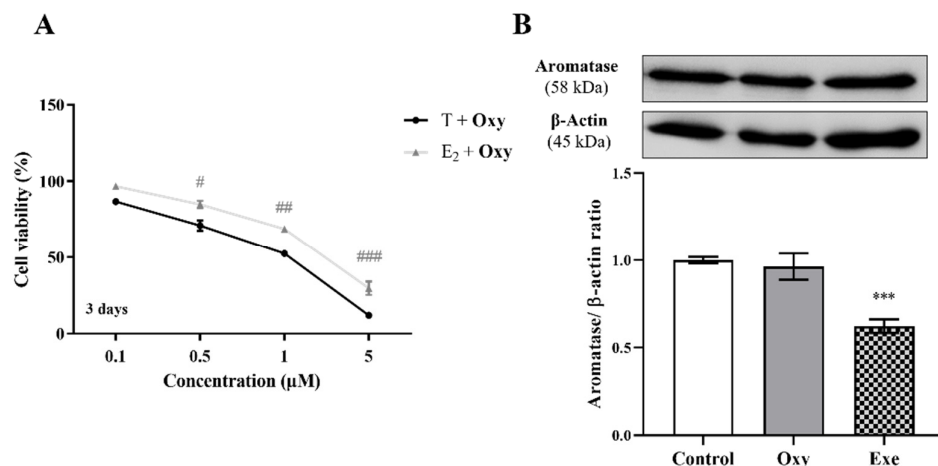 A
150
100
50
0
Cell viability (%)
T + Oxy
E₂ + Oxy
#
##
###
3 days
0.1 0.5 1 5
Concentration (µM)
B
Aromatase
(58 kDa)
β-Actin
(45 kDa)
1.5
1.0
0.5
0.0
Aromatase/ β-actin ratio
***
Control Oxy Exe